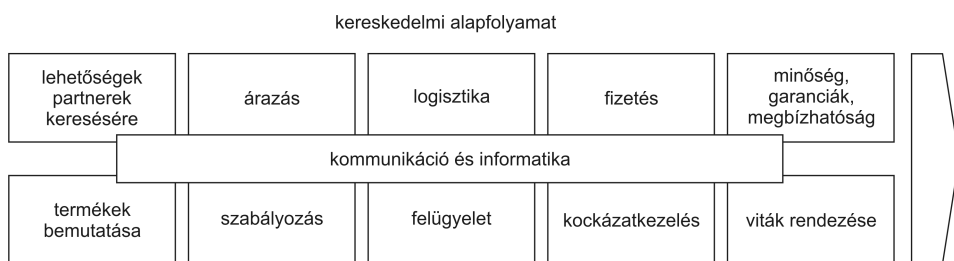 kereskedelmi alapfolyamat
lehetőségek
partnerek
keresésére
árazás
logisztika
fizetés
minőség,
garanciák,
megbízhatóság
kommunikáció és informatika
termékek
bemutatása
szabályozás
felügyelet
kockázatkezelés
viták rendezése